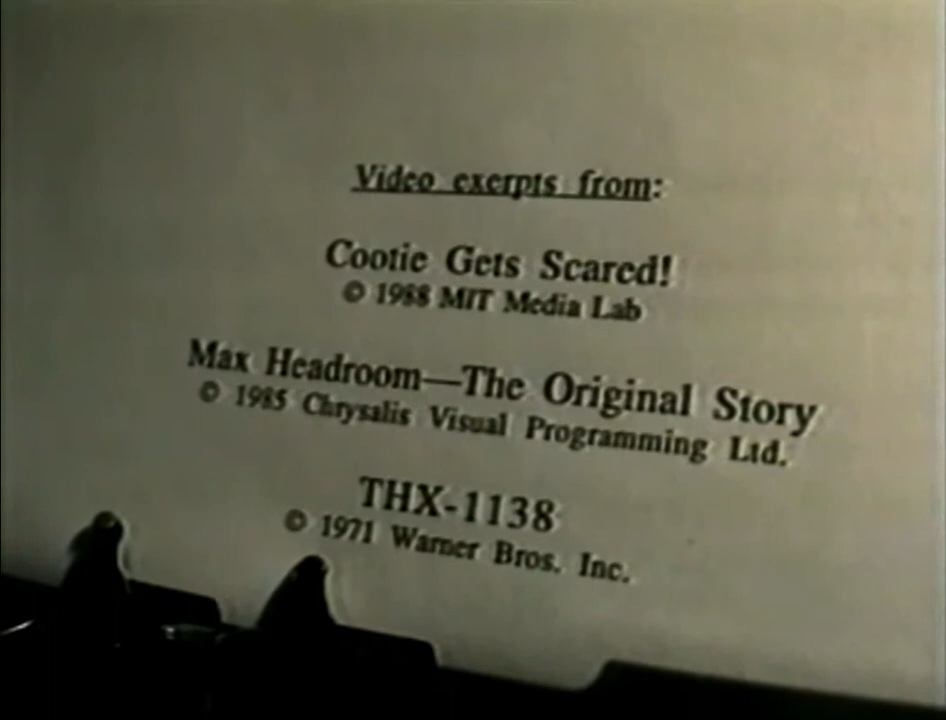 Video exerpts from:
Cootie Gets Scared!
© 1988 MIT Media Lab
Max Headroom—The Original Story
© 1985 Chrysalis Visual Programming Ltd.
THX-1138
© 1971 Warner Bros. Inc.